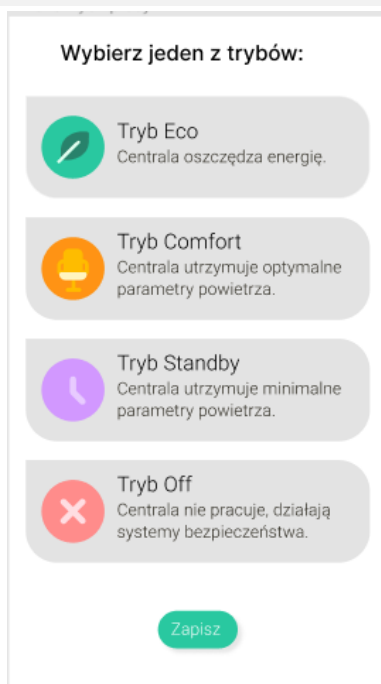 Wybierz jeden z trybów:
Tryb Eco
Centrala oszczędza energię.
Tryb Comfort
Centrala utrzymuje optymalne
parametry powietrza.
Tryb Standby
Centrala utrzymuje minimalne
parametry powietrza.
Tryb Off
Centrala nie pracuje, działają
systemy bezpieczeństwa.
Zapisz